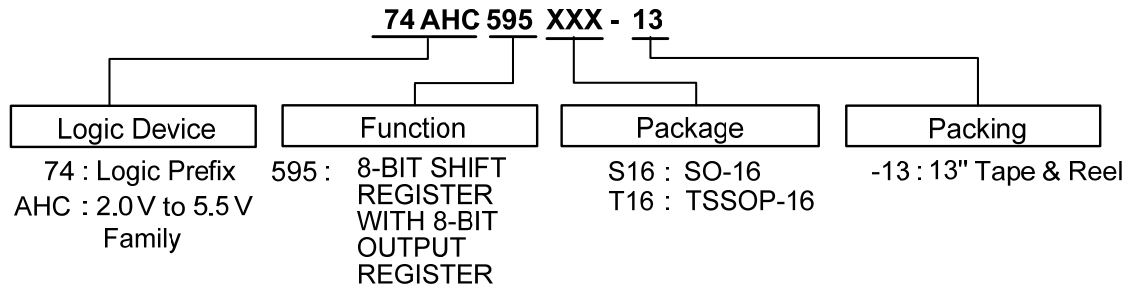 74 AHC 595 XXX - 13
Logic Device
74 : Logic Prefix
AHC : 2.0 V to 5.5 V
Family
Function
595 : 8-BIT SHIFT
REGISTER
WITH 8-BIT
OUTPUT
REGISTER
Package
S16 : SO-16
T16 : TSSOP-16
Packing
-13 : 13" Tape & Reel